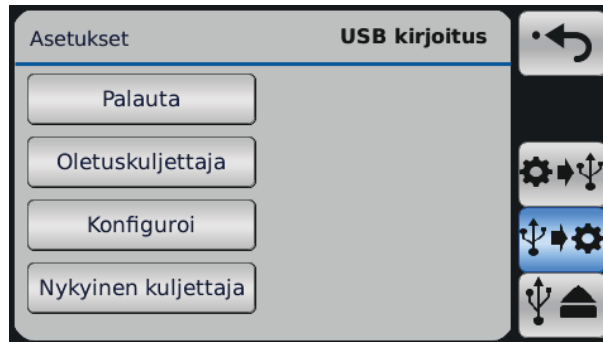 Asetukset
USB kirjoitus
Palauta
Oletuskuljettaja
Konfiguroi
Nykyinen kuljettaja